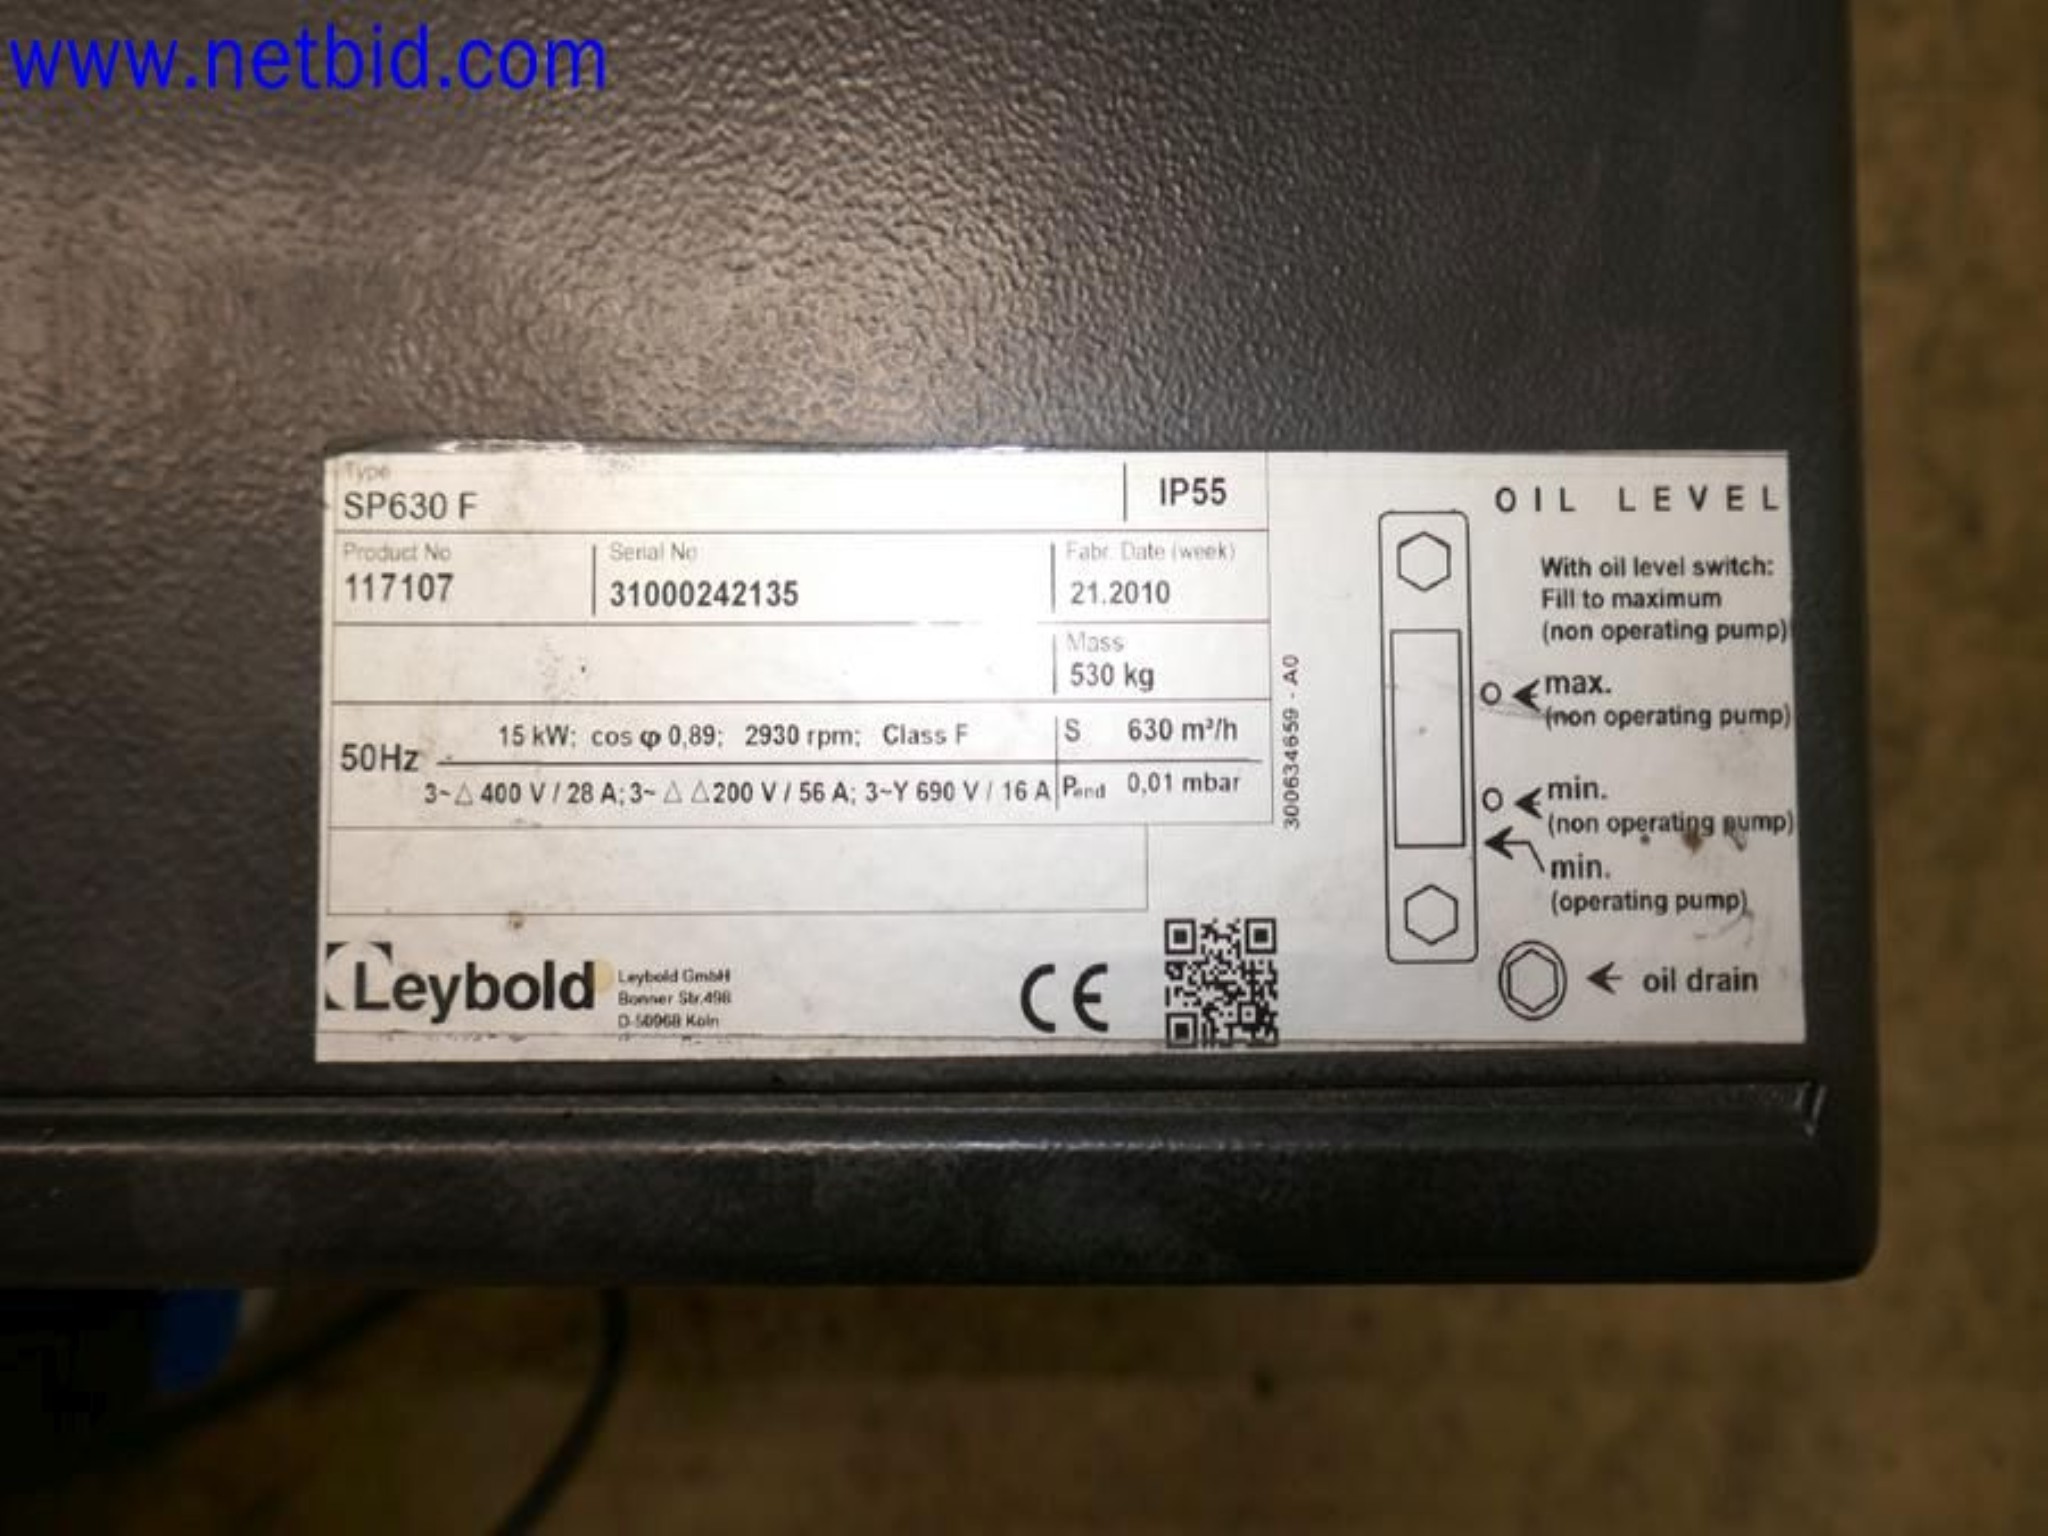 www.netbid.com
Type
SP630 F
IP55
Product No
117107
Serial No
31000242135
Fabr. Date (week)
21.2010
Mass
530 kg
50Hz
15 kW; cos φ 0,89; 2930 rpm; Class F
3~△ 400 V / 28 A; 3~ △ △200 V / 56 A; 3~Y 690 V / 16 A
S 630 m³/h
Pend 0,01 mbar
300634659 - A0
Leybold
Leybold GmbH
Bonner Str.498
D-50968 Köln
CE
OIL LEVEL
With oil level switch:
Fill to maximum
(non operating pump)
max.
(non operating pump)
min.
(non operating pump)
min.
(operating pump)
oil drain